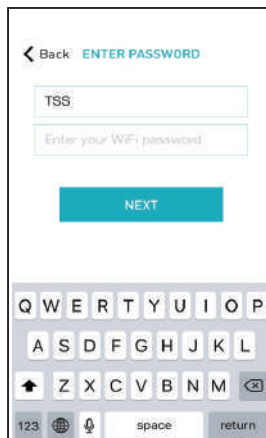 Back ENTER PASSWORD
TSS
Enter your WiFi password
NEXT
Q W E R T Y U I O P
A S D F G H J K L
Z X C V B N M
123 space return